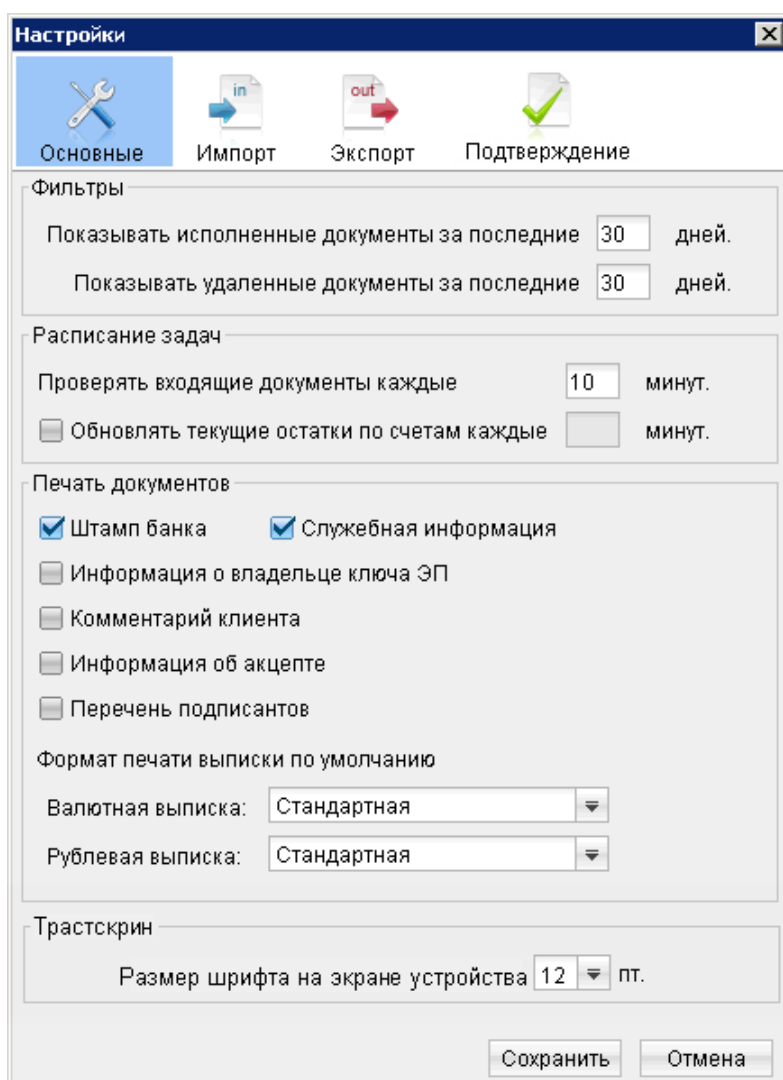 Настройки
in out
Основные Импорт Экспорт Подтверждение
Фильтры
Показывать исполненные документы за последние 30 дней.
Показывать удаленные документы за последние 30 дней.
Расписание задач
Проверять входящие документы каждые 10 минут.
Обновлять текущие остатки по счетам каждые минут.
Печать документов
Штамп банка Служебная информация
Информация о владельце ключа ЭП
Комментарий клиента
Информация об акцепте
Перечень подписантов
Формат печати выписки по умолчанию
Валютная выписка: Стандартная
Рублевая выписка: Стандартная
Трастскрин
Размер шрифта на экране устройства 12 пт.
Сохранить Отмена